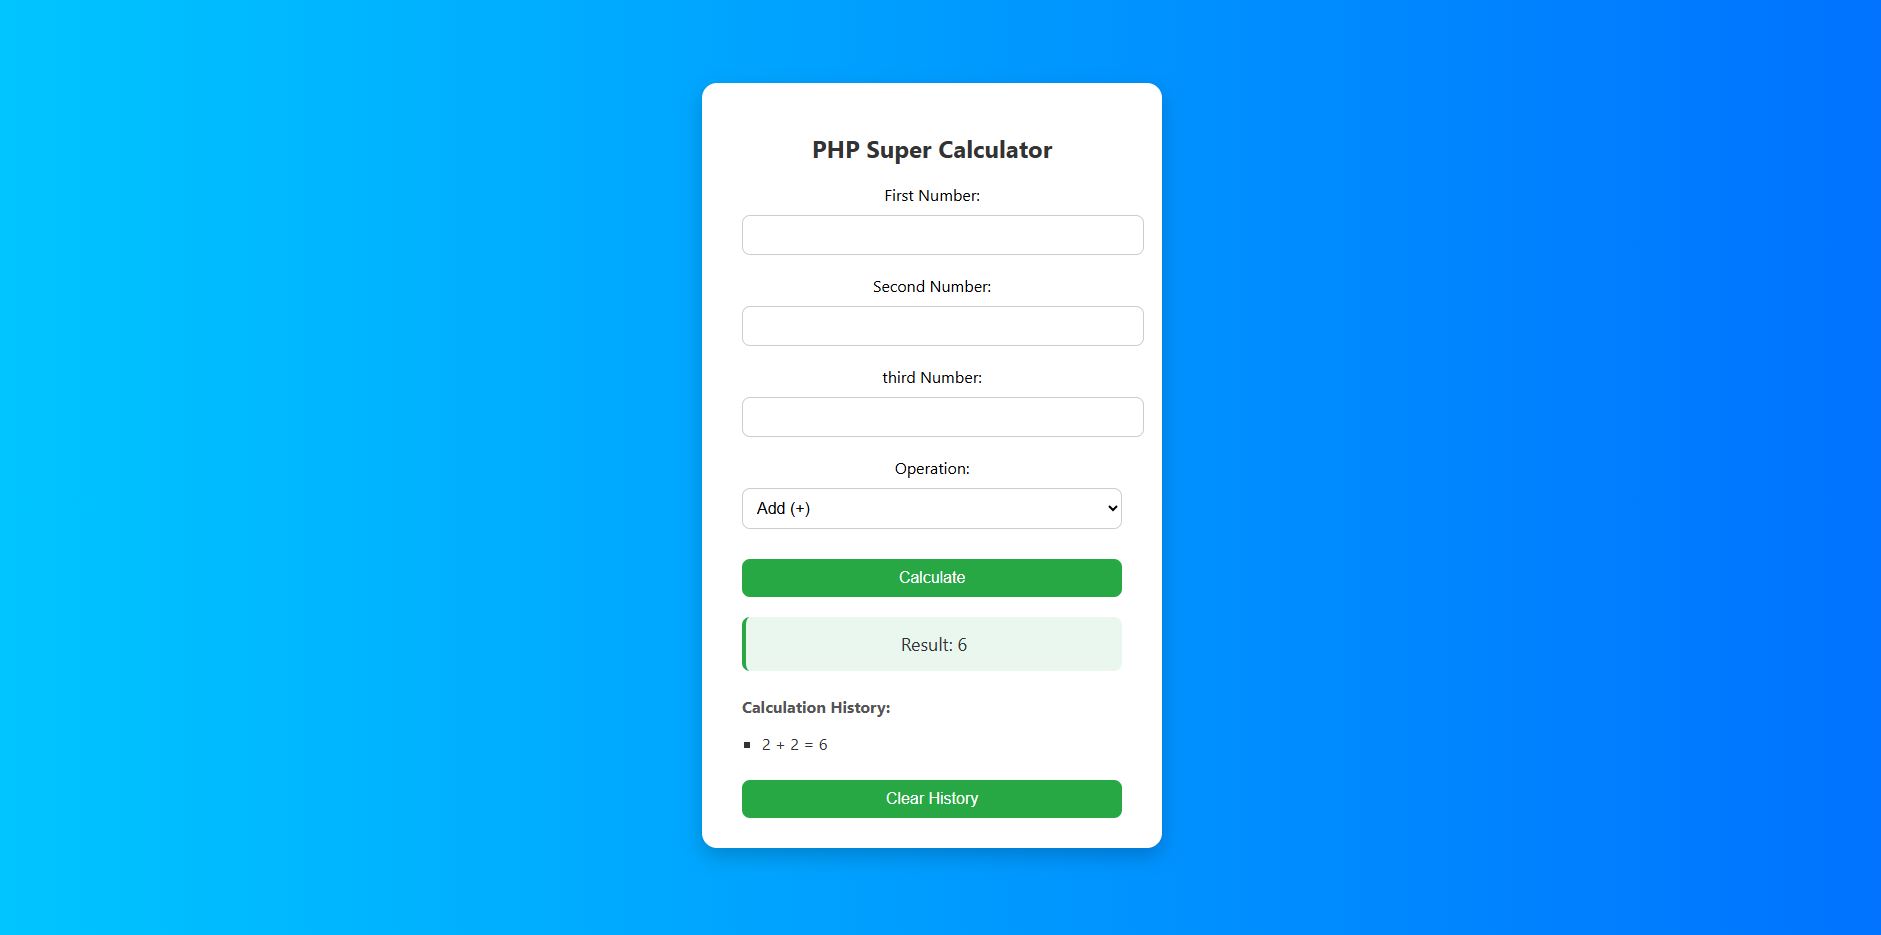 PHP Super Calculator
First Number:
Second Number:
third Number:
Operation:
Add (+)
Calculate
Result: 6
Calculation History:
2 + 2 = 6
Clear History